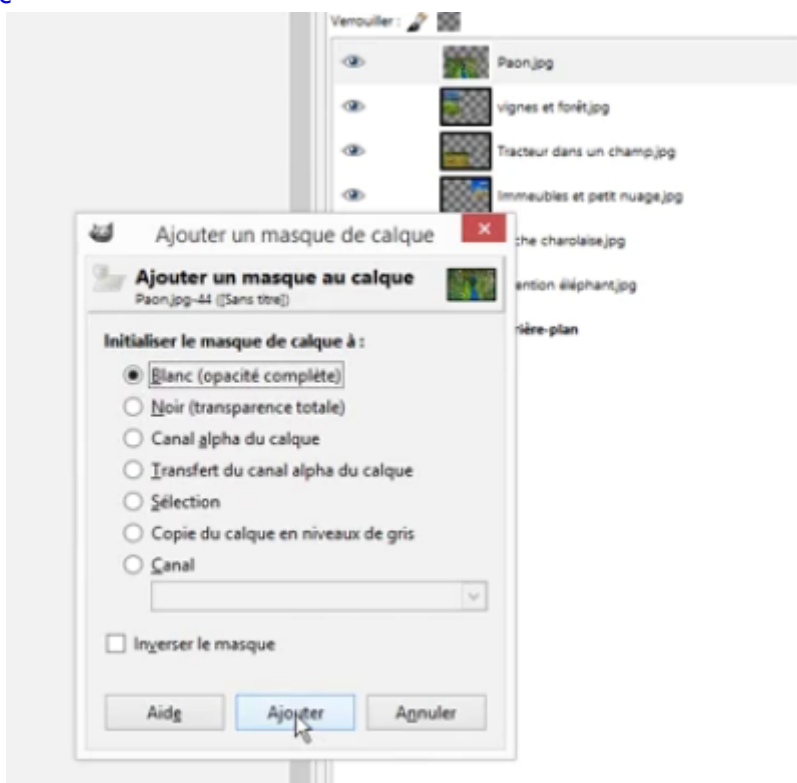 Verrouiller :
Paon.jpg
vignes et forêt.jpg
Tracteur dans un champ.jpg
Immeubles et petit nuage.jpg
Ajouter un masque de calque
che charolaise.jpg
Ajouter un masque au calque
ention éléphant.jpg
Paon.jpg-44 ([Sans titre])
rière-plan
Initialiser le masque de calque à :
Blanc (opacité complète)
Noir (transparence totale)
Canal alpha du calque
Transfert du canal alpha du calque
Sélection
Copie du calque en niveaux de gris
Canal
Inverser le masque
Aide Ajouter Annuler